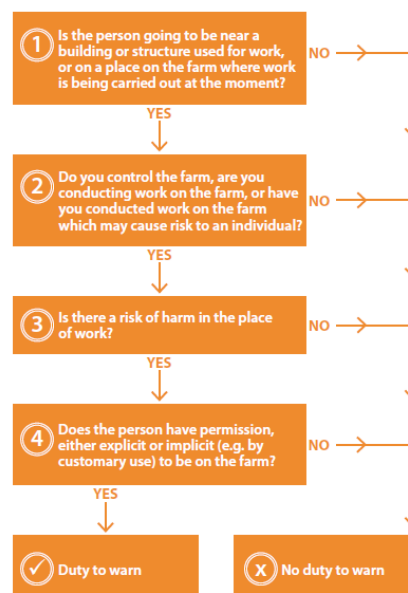 1 Is the person going to be near a
building or structure used for work,
or on a place on the farm where work
is being carried out at the moment?
NO
YES
2 Do you control the farm, are you
conducting work on the farm, or have
you conducted work on the farm
which may cause risk to an individual?
NO
YES
3 Is there a risk of harm in the place
of work?
NO
YES
4 Does the person have permission,
either explicit or implicit (e.g. by
customary use) to be on the farm?
NO
YES
✓ Duty to warn
X No duty to warn